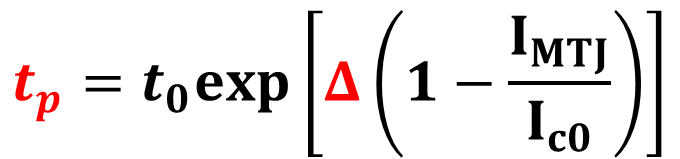 t_p = t_0 exp [Δ (1 − I_MTJ / I_c0)]